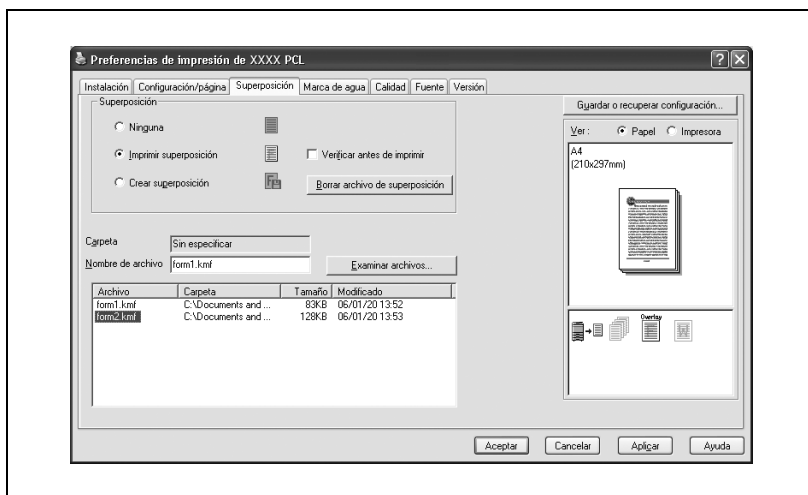 Preferencias de impresión de XXXX PCL
Instalación Configuración/página Superposición Marca de agua Calidad Fuente Versión
Superposición
Ninguna
Imprimir superposición
Verificar antes de imprimir
Crear superposición
Borrar archivo de superposición
Carpeta
Sin especificar
Nombre de archivo
form1.kmf
Examinar archivos...
Archivo Carpeta Tamaño Modificado
form1.kmf C:\Documents and ... 83KB 06/01/20 13:52
form2.kmf C:\Documents and ... 128KB 06/01/20 13:53
Guardar o recuperar configuración...
Ver: Papel Impresora
A4
(210x297mm)
Overlay
Aceptar Cancelar Aplicar Ayuda